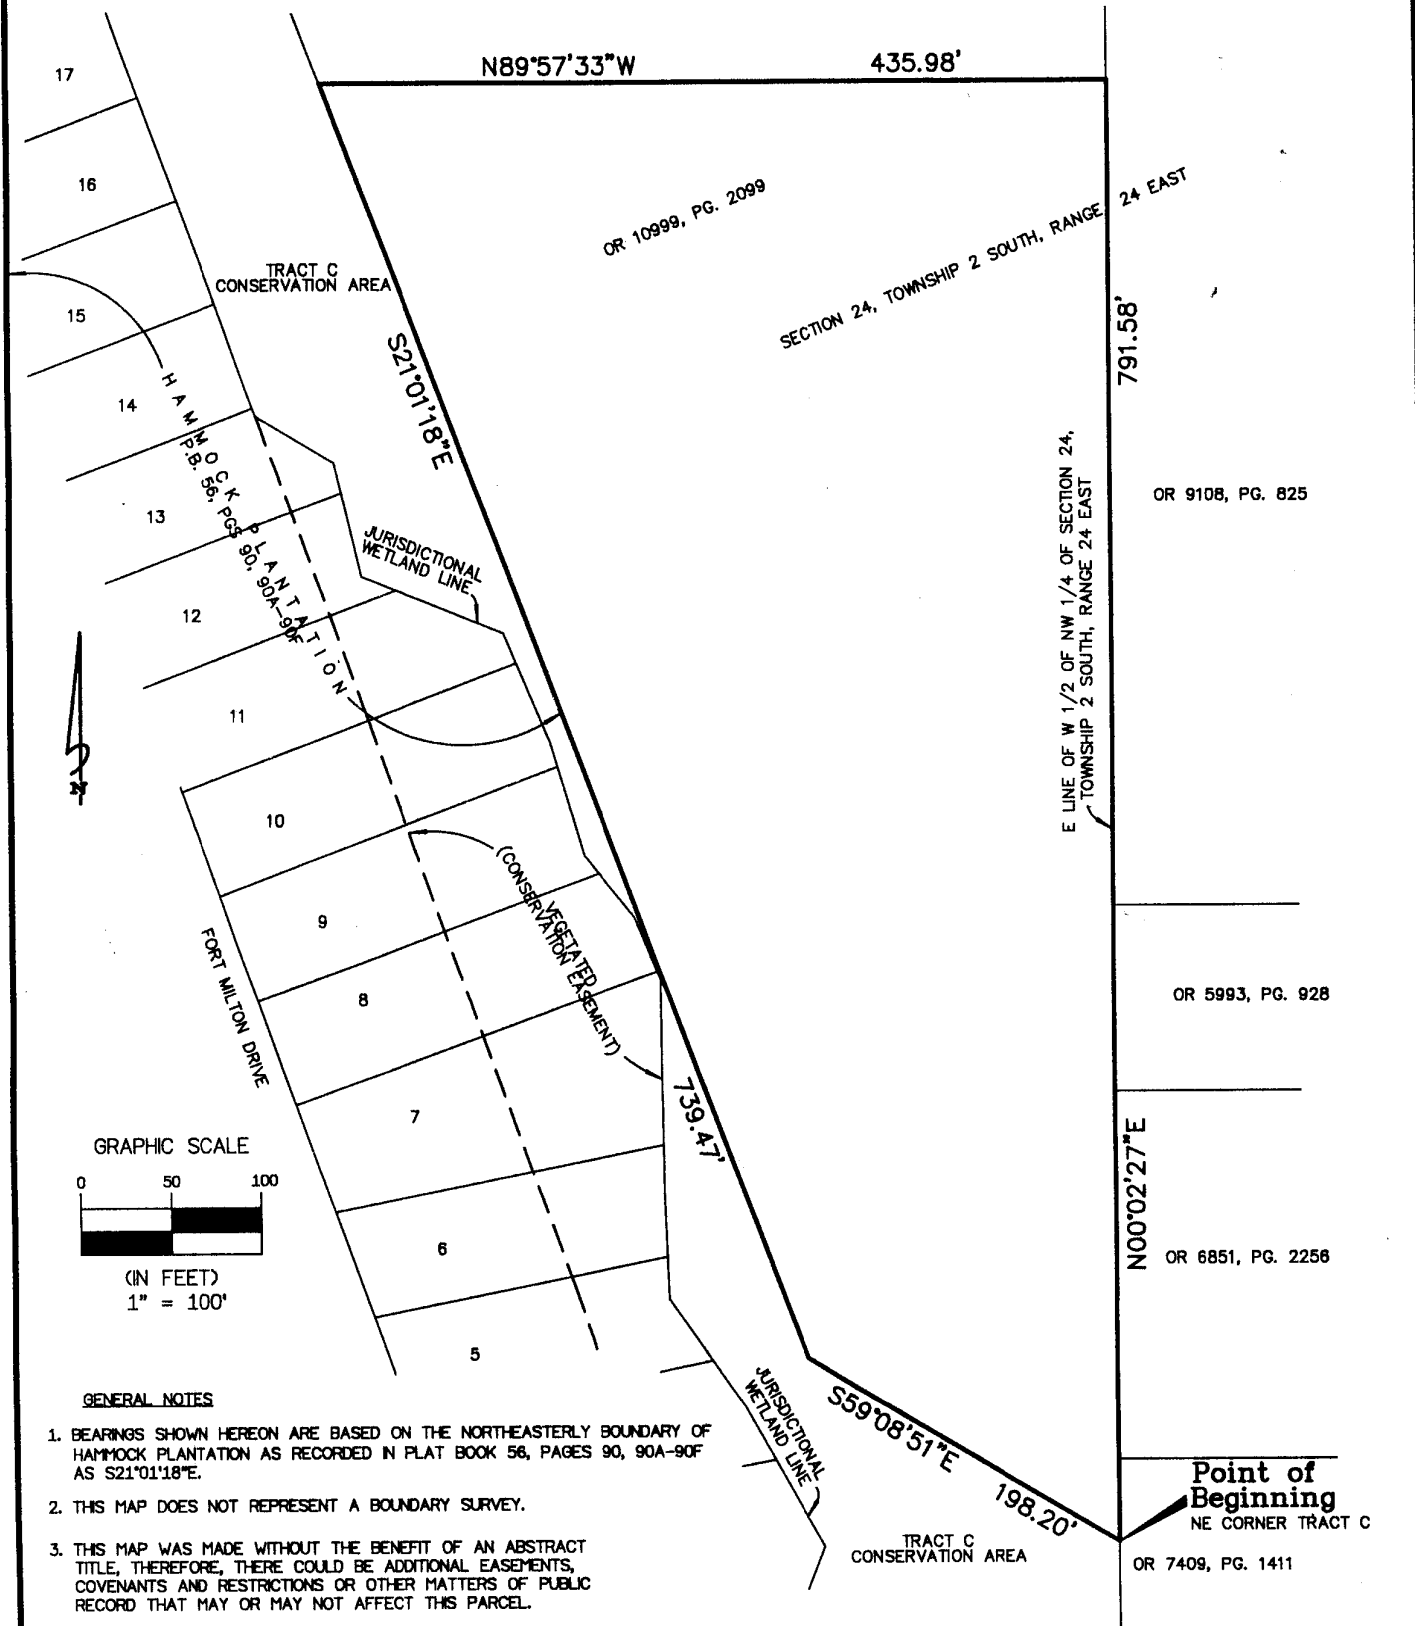 N89°57'33"W 435.98'
17
16
15
14
13
12
11
10
9
8
7
6
5
OR 10999, PG. 2099
SECTION 24, TOWNSHIP 2 SOUTH, RANGE 24 EAST
TRACT C
CONSERVATION AREA
S21°01'18"E
791.58'
HAMMOCK PLANTATION
P.B. 56, PGS 90, 90A-90F
JURISDICTIONAL
WETLAND LINE
E LINE OF W 1/2 OF NW 1/4 OF SECTION 24,
TOWNSHIP 2 SOUTH, RANGE 24 EAST
OR 9108, PG. 825
N
VEGETATED
(CONSERVATION EASEMENT)
FORT MILTON DRIVE
OR 5993, PG. 928
739.47'
N00°02'27"E
OR 6851, PG. 2256
GRAPHIC SCALE
0 50 100
(IN FEET)
1" = 100'
JURISDICTIONAL
WETLAND LINE
S59°08'51"E
198.20'
Point of
Beginning
NE CORNER TRACT C
TRACT C
CONSERVATION AREA
OR 7409, PG. 1411
GENERAL NOTES
1. BEARINGS SHOWN HEREON ARE BASED ON THE NORTHEASTERLY BOUNDARY OF
HAMMOCK PLANTATION AS RECORDED IN PLAT BOOK 56, PAGES 90, 90A-90F
AS S21°01'18"E.
2. THIS MAP DOES NOT REPRESENT A BOUNDARY SURVEY.
3. THIS MAP WAS MADE WITHOUT THE BENEFIT OF AN ABSTRACT
TITLE, THEREFORE, THERE COULD BE ADDITIONAL EASEMENTS,
COVENANTS AND RESTRICTIONS OR OTHER MATTERS OF PUBLIC
RECORD THAT MAY OR MAY NOT AFFECT THIS PARCEL.